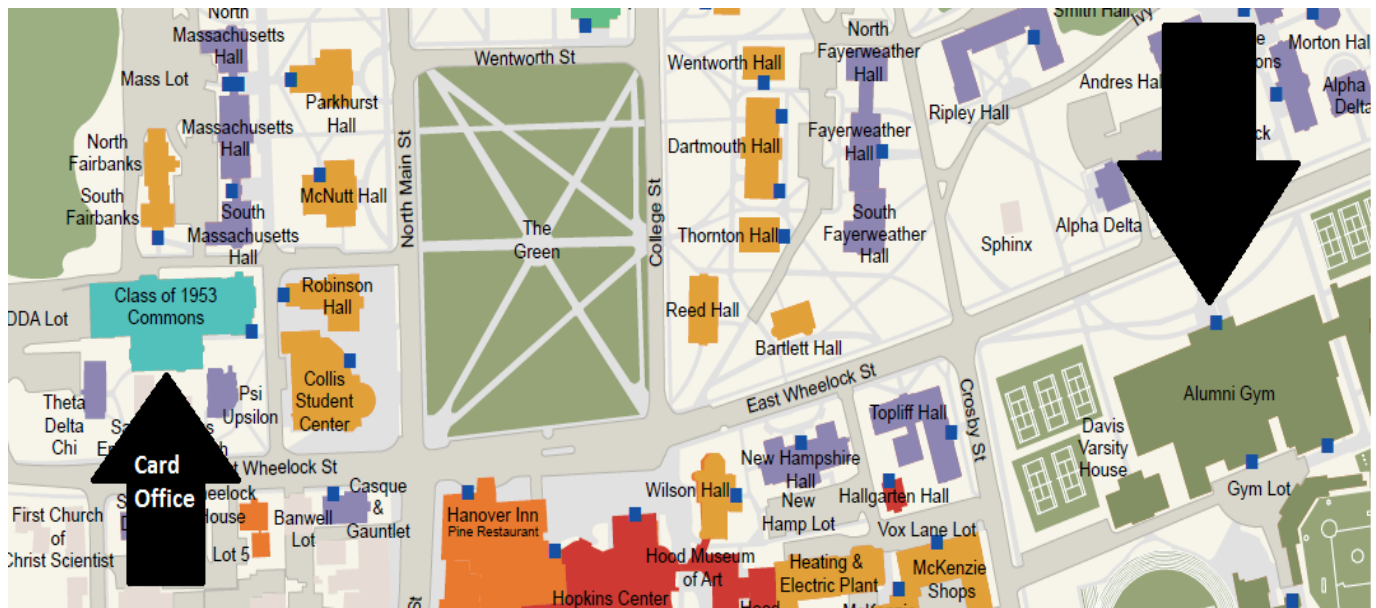 North
Massachusetts
Hall
Mass Lot
Parkhurst
Hall
Massachusetts
Hall
North
Fairbanks
South
Fairbanks
McNutt Hall
South
Massachusetts
Hall
Wentworth St
North Main St
The
Green
College St
Wentworth Hall
North
Fayerweather
Hall
Dartmouth Hall
Fayerweather
Hall
Thornton Hall
South
Fayerweather
Hall
Reed Hall
Bartlett Hall
Smith Hall
Ripley Hall
Andres
Morton
Alpha
Delta
Alpha Delta
Sphinx
DDA Lot
Class of 1953
Commons
Robinson
Hall
Collis
Student
Center
Theta
Delta
Chi
Psi
Upsilon
Card
Office
Wheelock St
House
Lot 5
Banwell
Lot
Casque
&
Gauntlet
First Church
of
Christ Scientist
Hanover Inn
Pine Restaurant
East Wheelock St
Crosby St
Topliff Hall
New Hampshire
Hall
New
Hamp Lot
Wilson Hall
Hallgarten Hall
Vox Lane Lot
Hood Museum
of Art
Hopkins Center
Hood
Heating &
Electric Plant
McKenzie
Shops
Davis
Varsity
House
Alumni Gym
Gym Lot